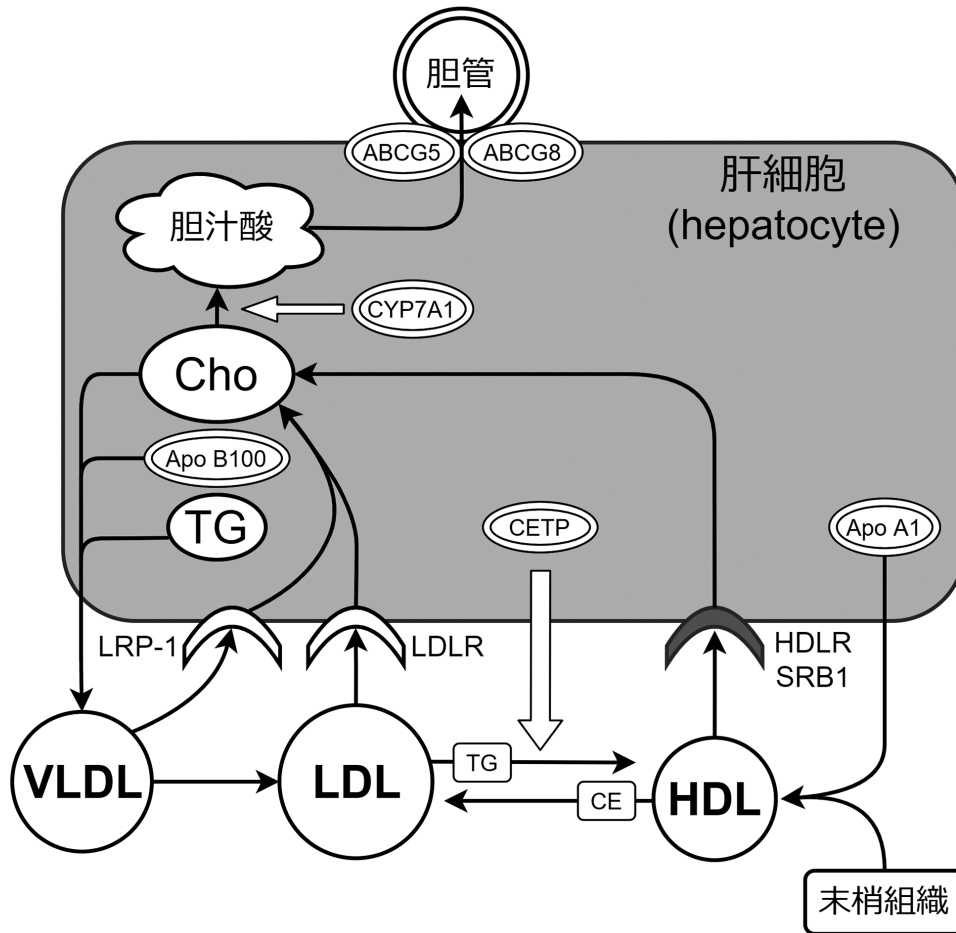 胆管
ABCG5
ABCG8
肝細胞
(hepatocyte)
胆汁酸
CYP7A1
Cho
Apo B100
TG
CETP
Apo A1
LRP-1
LDLR
HDLR
SRB1
VLDL
LDL
TG
CE
HDL
末梢組織